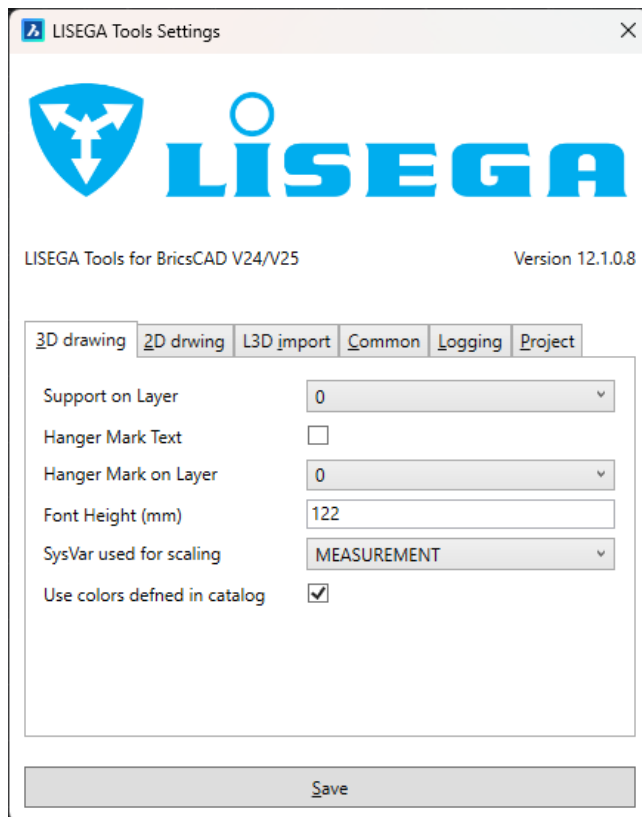 LISEGA Tools Settings
LISEGA
LISEGA Tools for BricsCAD V24/V25 Version 12.1.0.8
3D drawing 2D drwing L3D import Common Logging Project
Support on Layer 0
Hanger Mark Text
Hanger Mark on Layer 0
Font Height (mm) 122
SysVar used for scaling MEASUREMENT
Use colors defned in catalog
Save